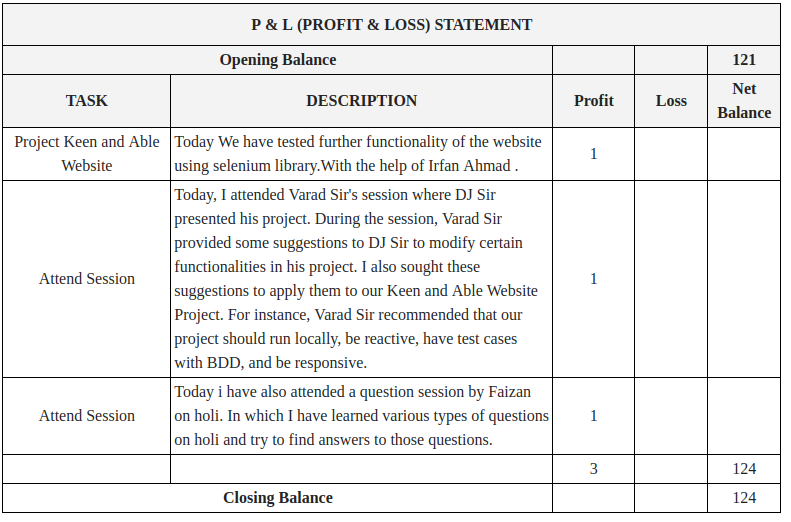 P & L (PROFIT & LOSS) STATEMENT
Opening Balance 121
TASK DESCRIPTION Profit Loss Net Balance
Project Keen and Able
Website
Today We have tested further functionality of the website
using selenium library.With the help of Irfan Ahmad .
1
Attend Session
Today, I attended Varad Sir's session where DJ Sir
presented his project. During the session, Varad Sir
provided some suggestions to DJ Sir to modify certain
functionalities in his project. I also sought these
suggestions to apply them to our Keen and Able Website
Project. For instance, Varad Sir recommended that our
project should run locally, be reactive, have test cases
with BDD, and be responsive.
1
Attend Session
Today i have also attended a question session by Faizan
on holi. In which I have learned various types of questions
on holi and try to find answers to those questions.
1
3 124
Closing Balance 124